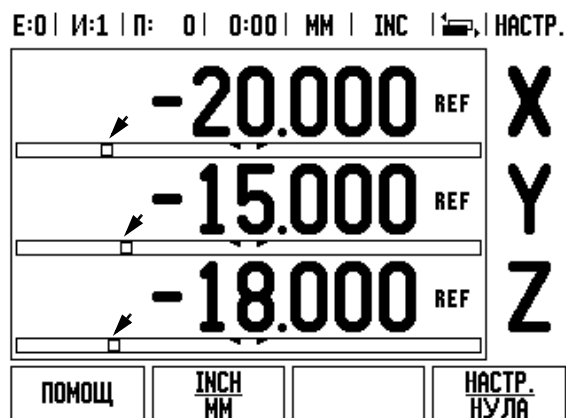 Е:0 | И:1 | П: 0 | 0:00 | MM | INC | НАСТР.
-20.000 REF X
-15.000 REF Y
-18.000 REF Z
ПОМОЩ INCH НАСТР.
MM НУЛА